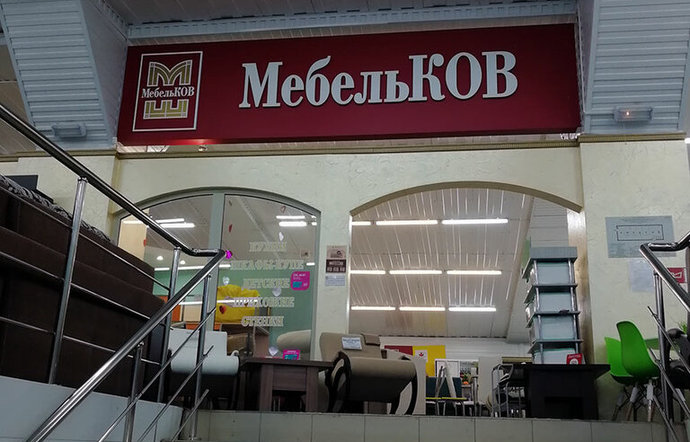 МебельКОВ
МебельКОВ
КУХНИ
ШКАФЫ-КУПЕ
ДЕТСКИЕ
ПРИХОЖИЕ
СТЕНКИ